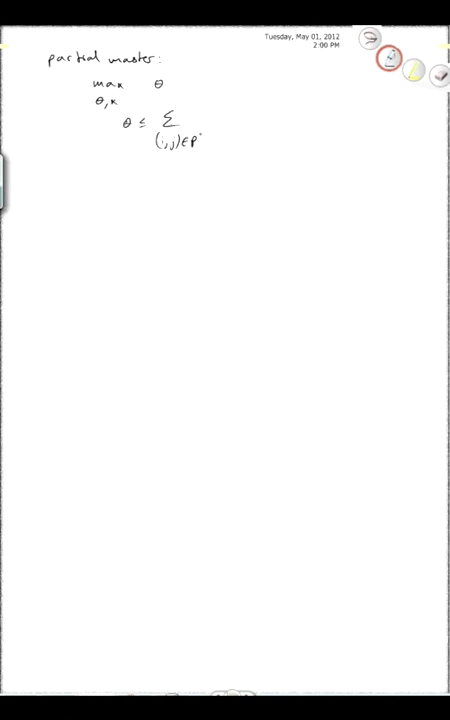 Tuesday, May 01, 2012
2:00 PM
partial master:
max θ
θ, x
θ ≤ Σ
(i,j)∈P